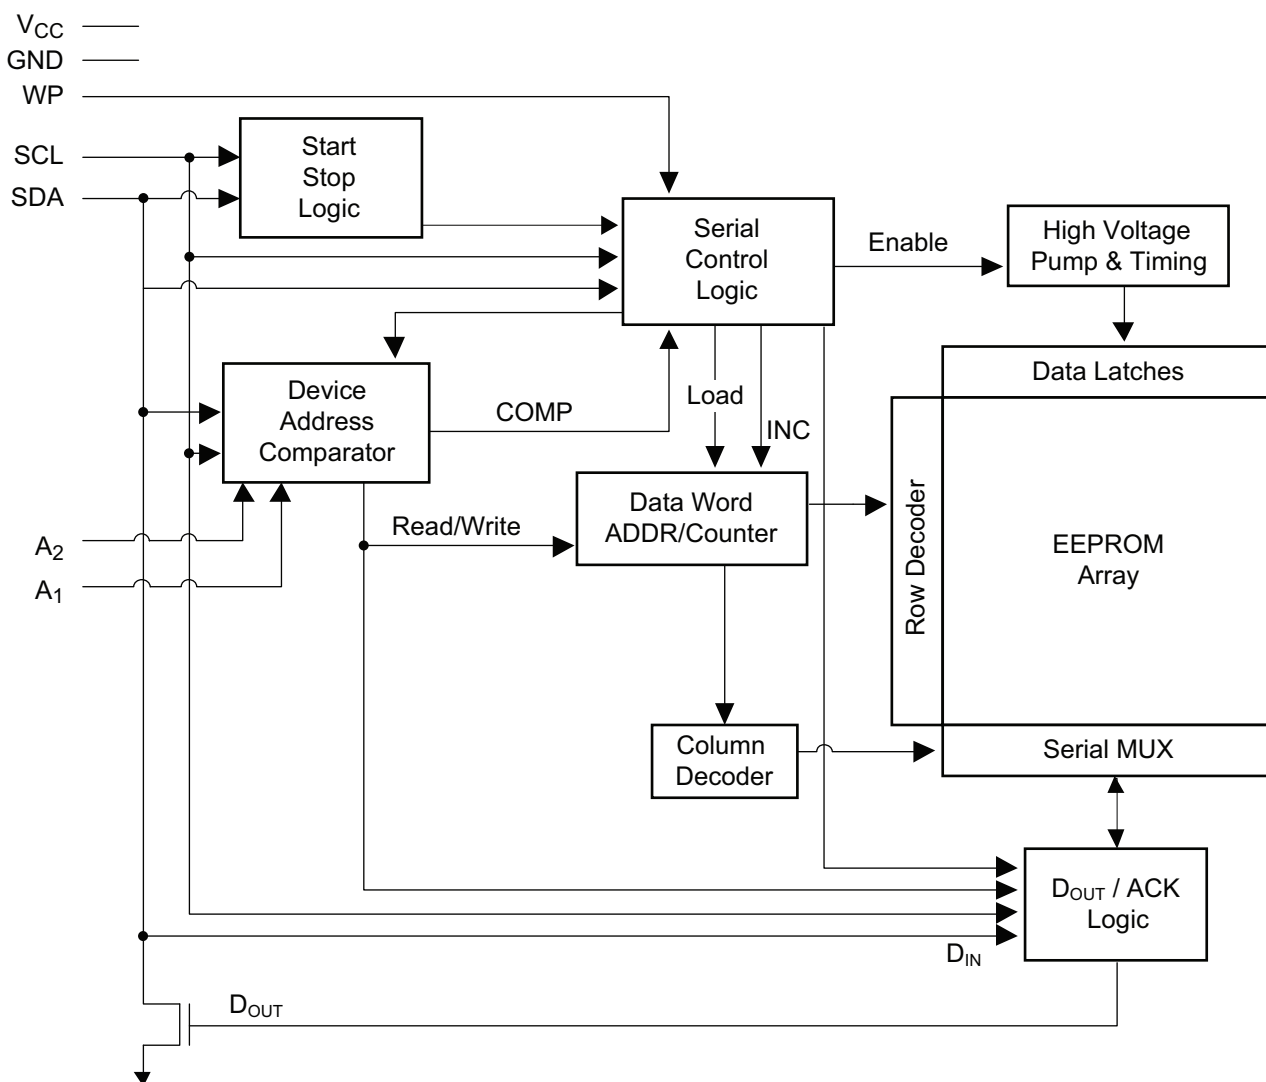 VCC
GND
WP
SCL
SDA
Start
Stop
Logic
Serial
Control
Logic
Enable
High Voltage
Pump & Timing
Data Latches
Device
Address
Comparator
COMP
Load
INC
A2
A1
Read/Write
Data Word
ADDR/Counter
Row Decoder
EEPROM
Array
Column
Decoder
Serial MUX
DOUT / ACK
Logic
DIN
DOUT